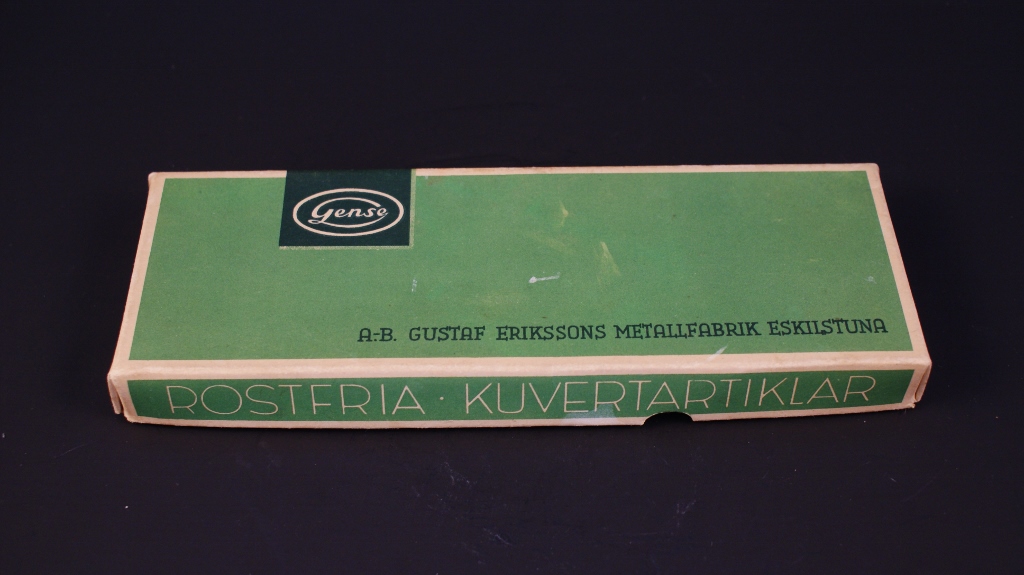 Gense
A.-B. GUSTAF ERIKSSONS METALLFABRIK ESKILSTUNA
ROSTFRIA · KUVERTARTIKLAR